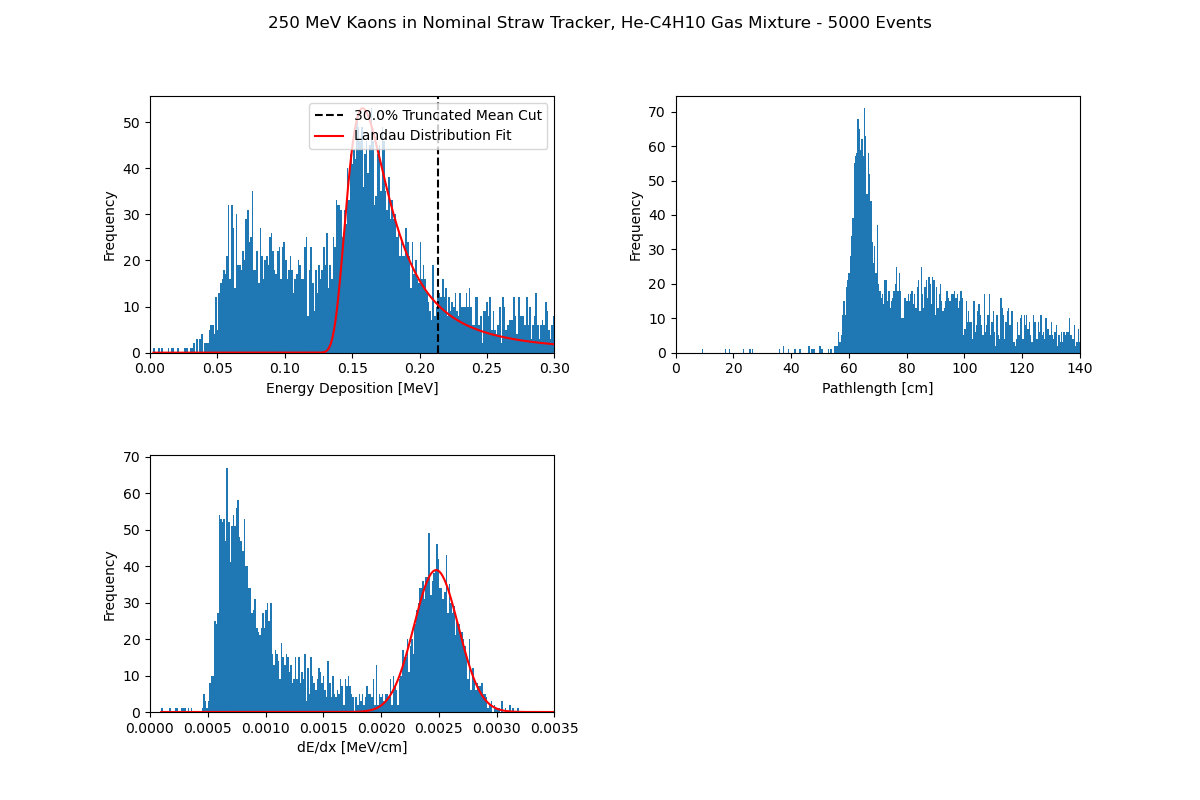 250 MeV Kaons in Nominal Straw Tracker, He-C4H10 Gas Mixture - 5000 Events
30.0% Truncated Mean Cut
Landau Distribution Fit
50
40
30
20
10
0
Frequency
0.00 0.05 0.10 0.15 0.20 0.25 0.30
Energy Deposition [MeV]
70
60
50
40
30
20
10
0
Frequency
0 20 40 60 80 100 120 140
Pathlength [cm]
70
60
50
40
30
20
10
0
Frequency
0.0000 0.0005 0.0010 0.0015 0.0020 0.0025 0.0030 0.0035
dE/dx [MeV/cm]